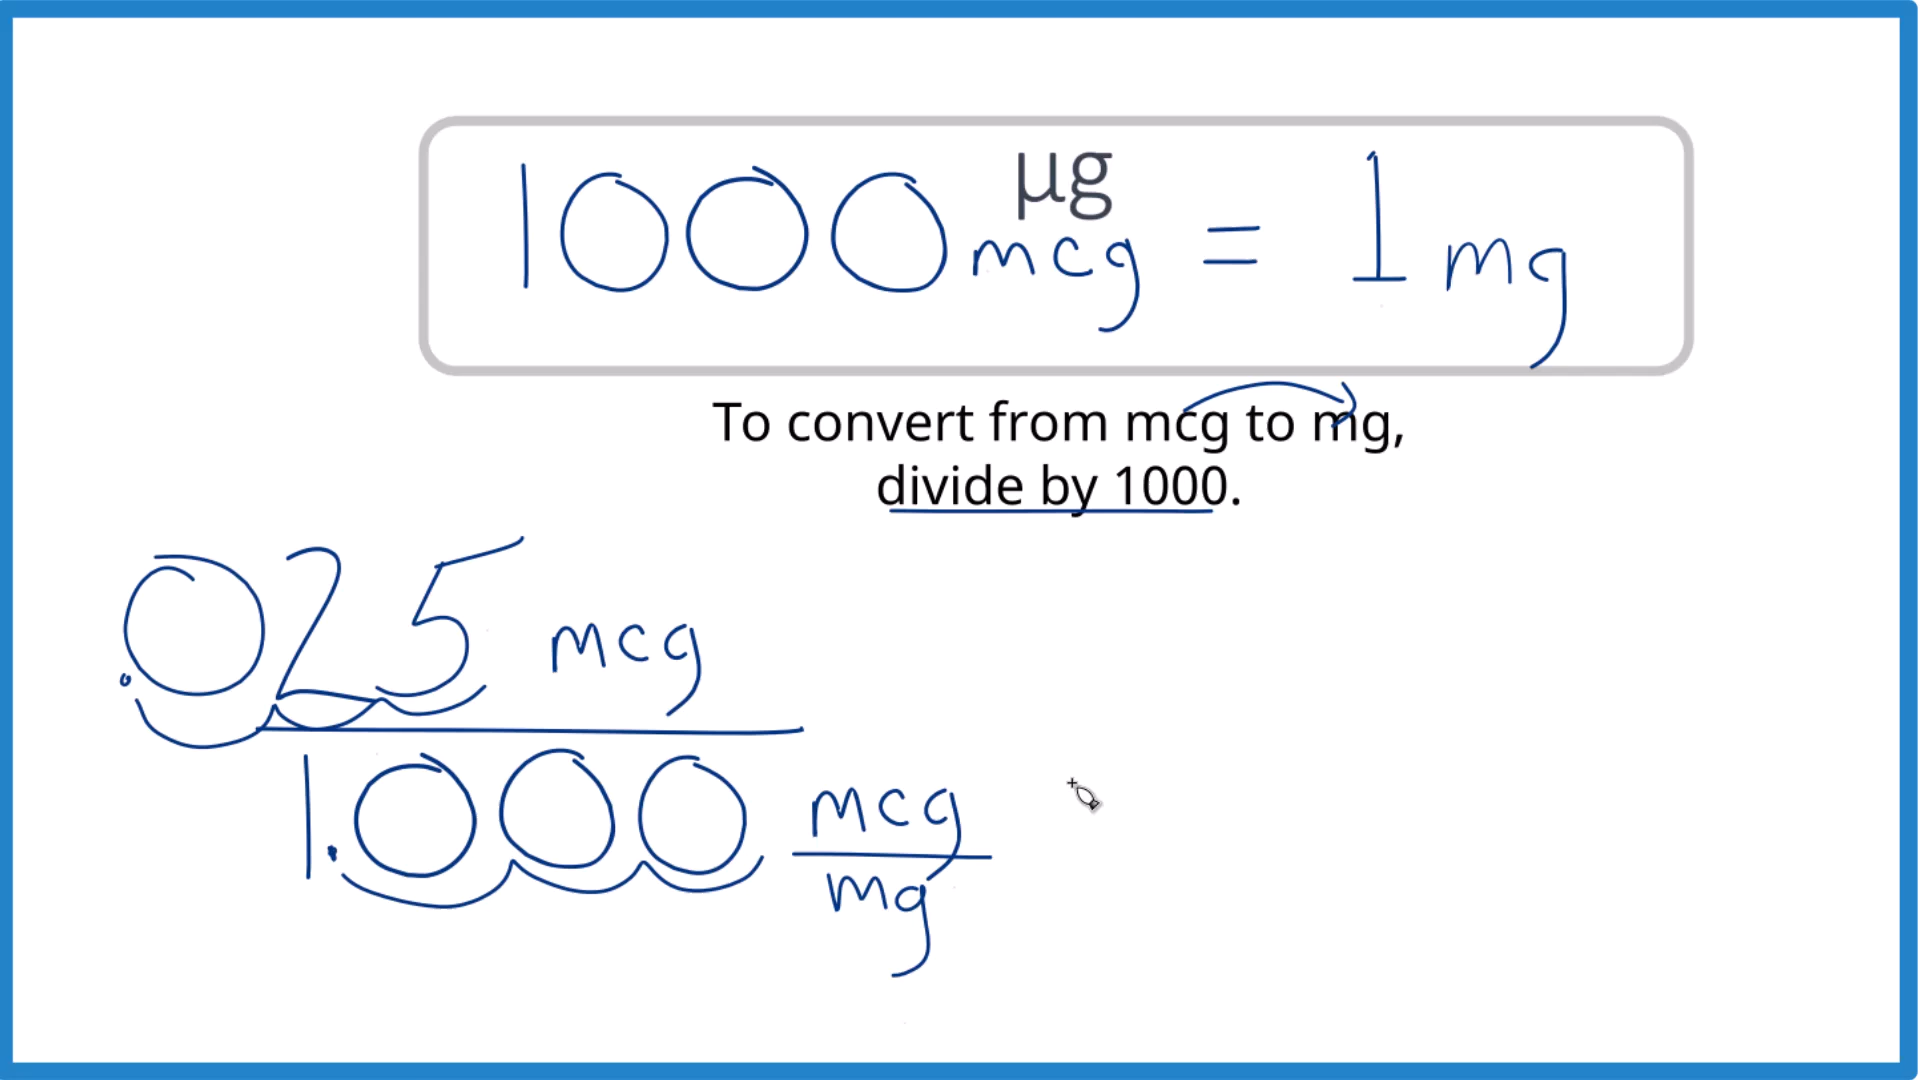 µg
1000 mcg = 1 mg
To convert from mcg to mg,
divide by 1000.
.025 mcg
1.000 mcg
mg